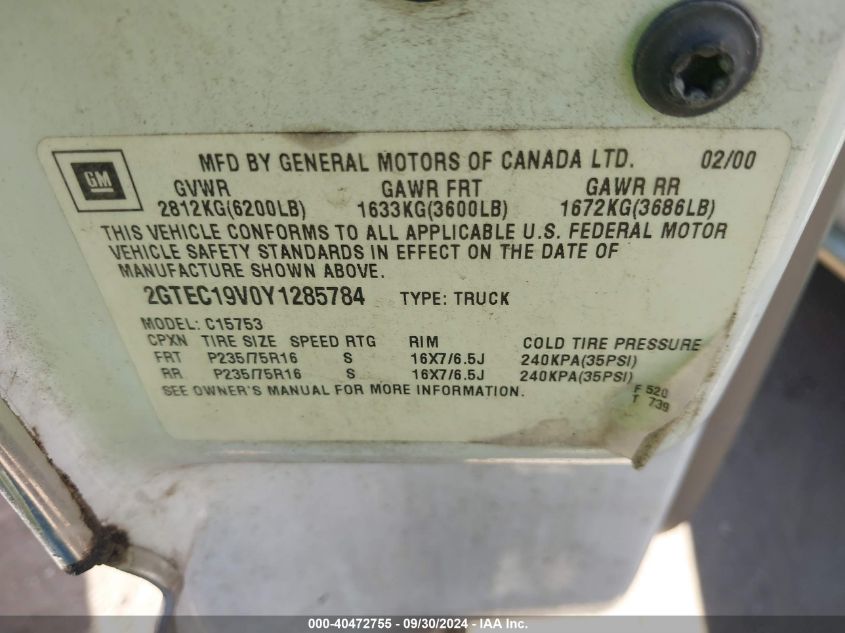 GM
MFD BY GENERAL MOTORS OF CANADA LTD. 02/00
GVWR GAWR FRT GAWR RR
2812KG(6200LB) 1633KG(3600LB) 1672KG(3686LB)
THIS VEHICLE CONFORMS TO ALL APPLICABLE U.S. FEDERAL MOTOR
VEHICLE SAFETY STANDARDS IN EFFECT ON THE DATE OF
MANUFACTURE SHOWN ABOVE.
2GTEC19V0Y1285784 TYPE: TRUCK
MODEL: C15753
CPXN TIRE SIZE SPEED RTG RIM COLD TIRE PRESSURE
FRT P235/75R16 S 16X7/6.5J 240KPA(35PSI)
RR P235/75R16 S 16X7/6.5J 240KPA(35PSI)
SEE OWNER'S MANUAL FOR MORE INFORMATION.
F 520
T 739
000-40472755 - 09/30/2024 - IAA Inc.